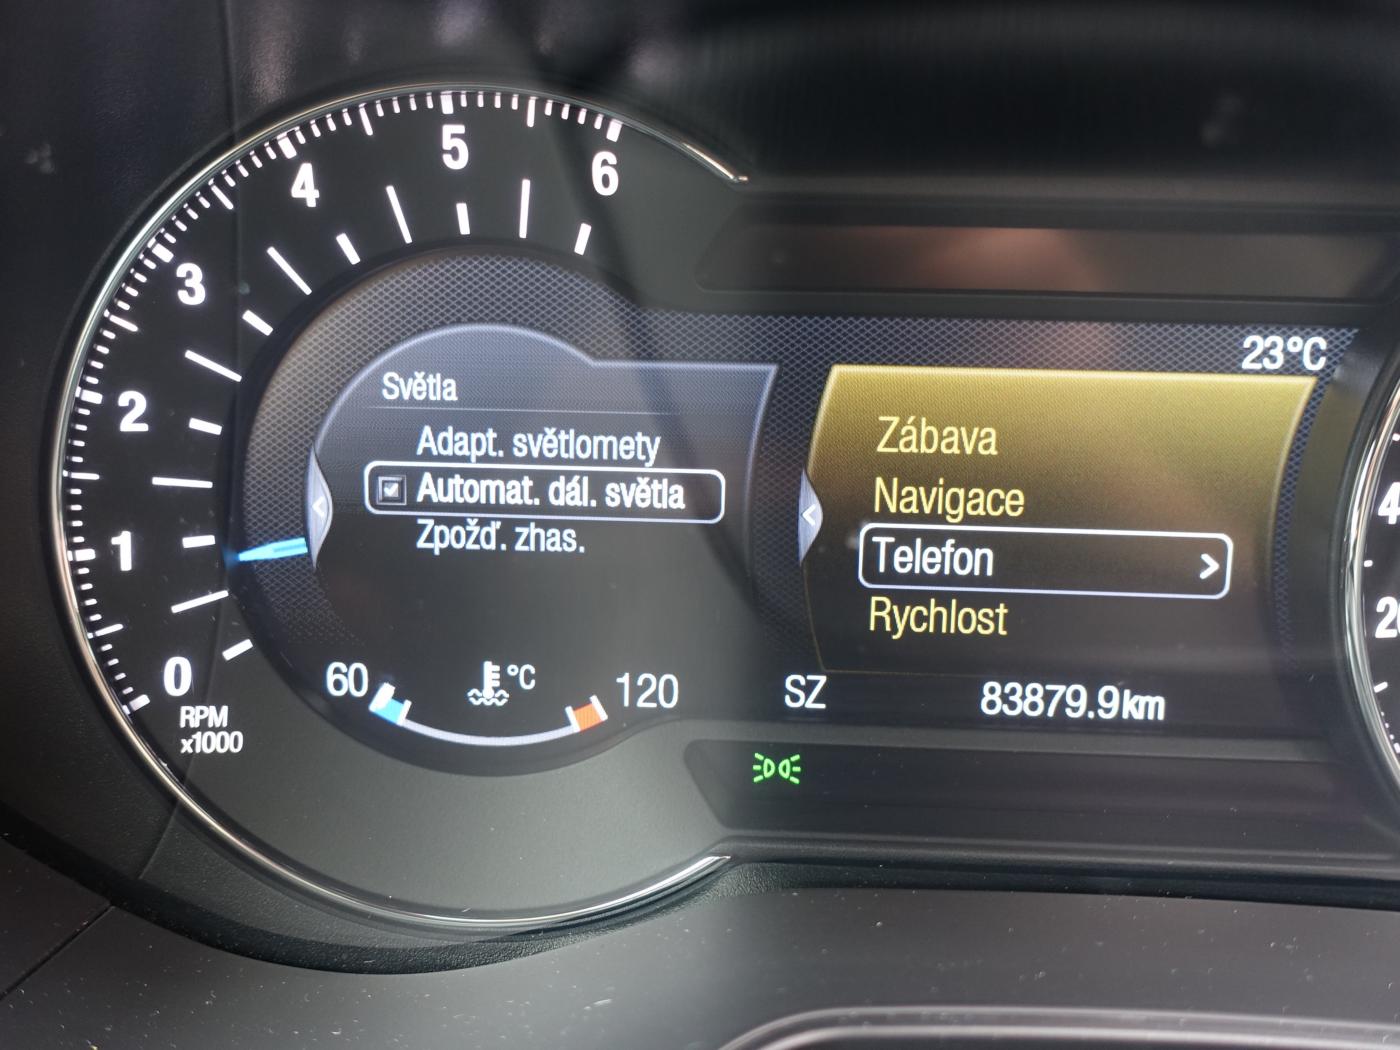 6
5
4
3
2
1
0
RPM
x1000
Světla
Adapt. světlomety
Automat. dál. světla
Zpožď. zhas.
60
°C
120
23°C
Zábava
Navigace
Telefon
Rychlost
SZ
83879.9km